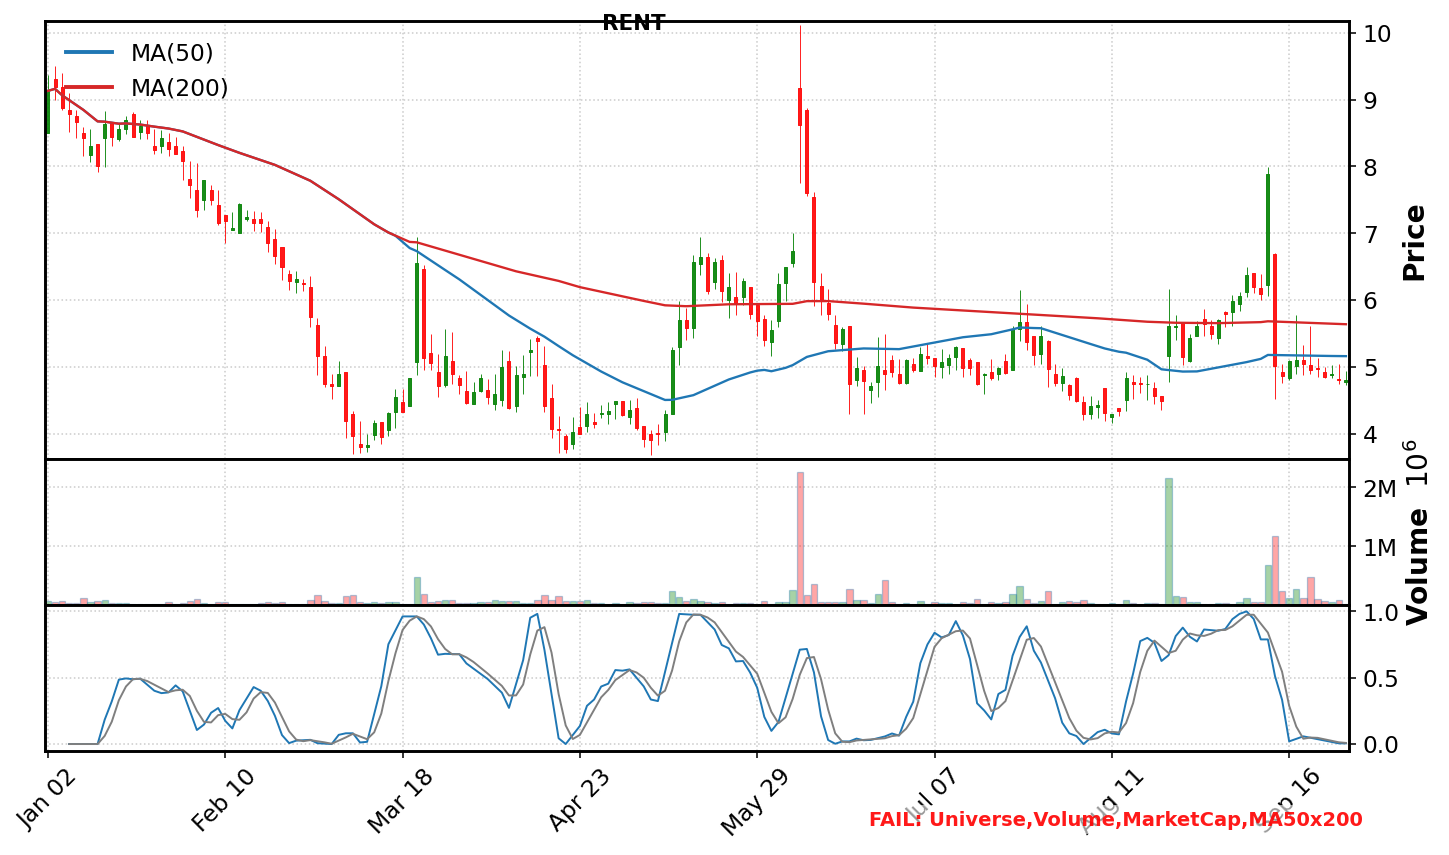 RENT
MA(50)
MA(200)
10
9
8
7
6
5
4
Price
2M
1M
Volume 10^6
1.0
0.5
0.0
Jan 02
Feb 10
Mar 18
Apr 23
May 29
Jul 07
Aug 11
Sep 16
FAIL: Universe,Volume,MarketCap,MA50x200